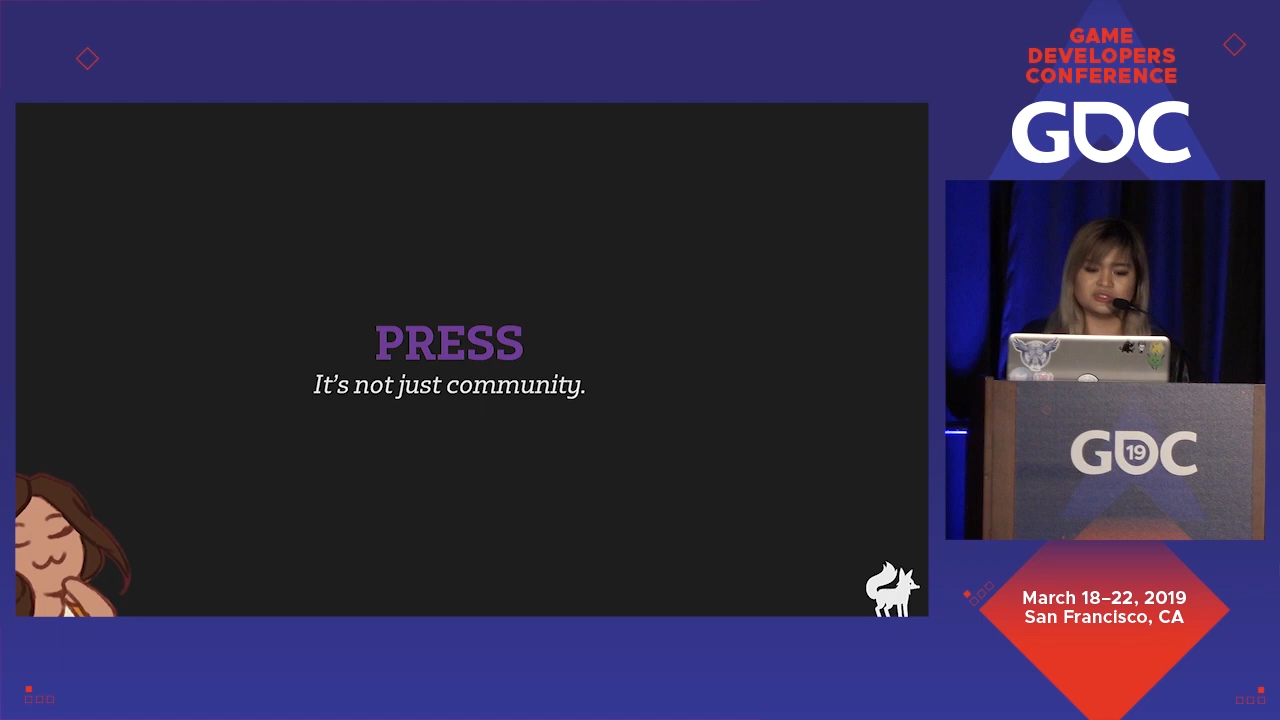 GAME
DEVELOPERS
CONFERENCE
GDC
PRESS
It's not just community.
GDC
19
March 18–22, 2019
San Francisco, CA